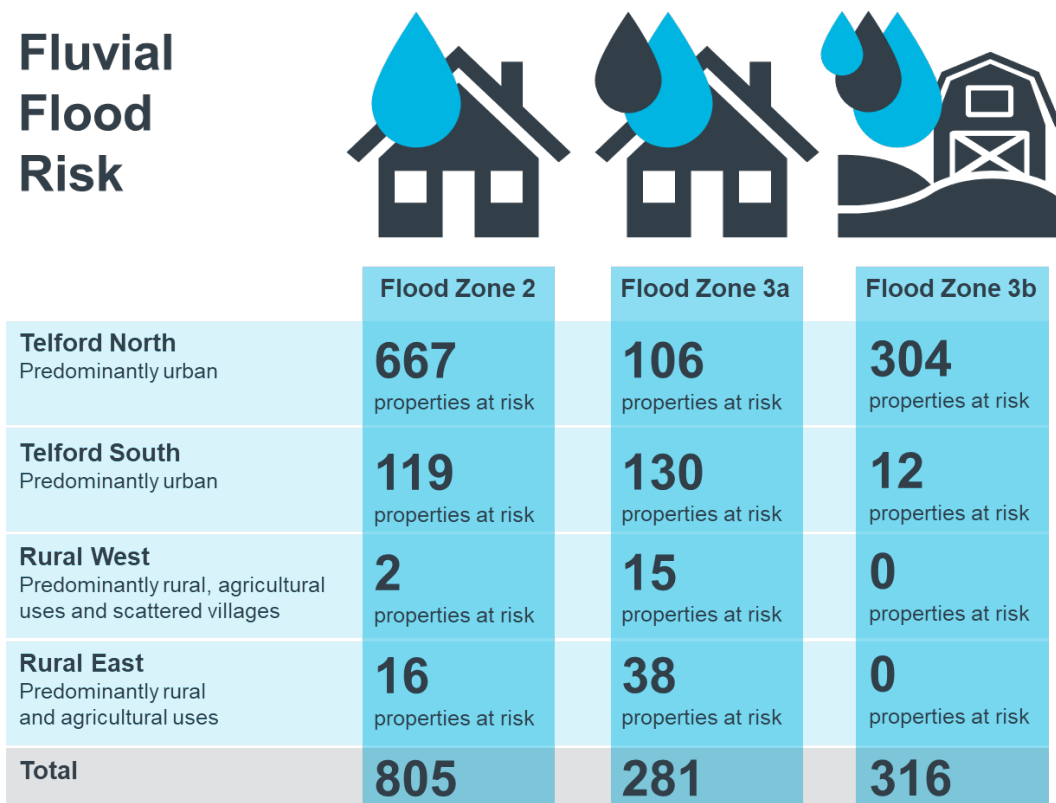 Fluvial
Flood
Risk
Flood Zone 2
Flood Zone 3a
Flood Zone 3b
Telford North
Predominantly urban
667
properties at risk
106
properties at risk
304
properties at risk
Telford South
Predominantly urban
119
properties at risk
130
properties at risk
12
properties at risk
Rural West
Predominantly rural, agricultural
uses and scattered villages
2
properties at risk
15
properties at risk
0
properties at risk
Rural East
Predominantly rural
and agricultural uses
16
properties at risk
38
properties at risk
0
properties at risk
Total
805
281
316